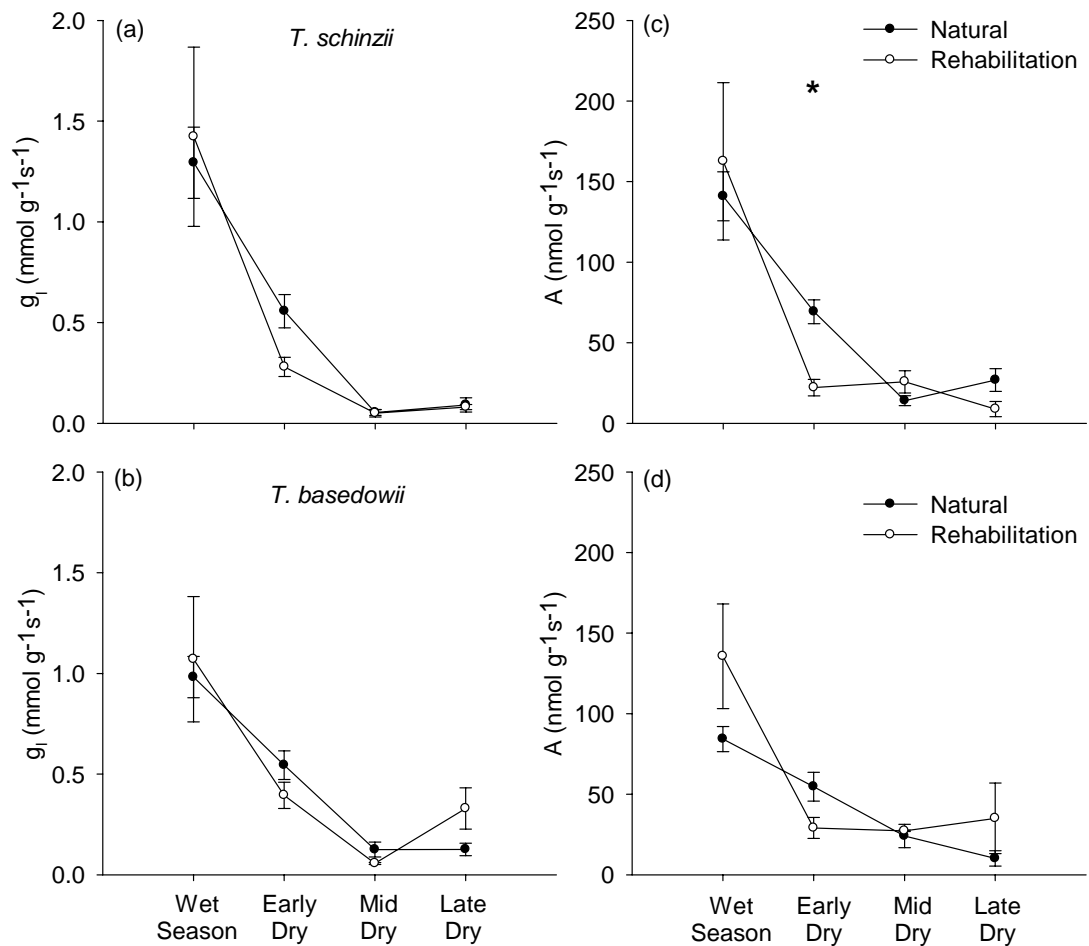 (a)
T. schinzii
2.0
1.5
1.0
0.5
0.0
gl (mmol g-1s-1)
(c)
Natural
Rehabilitation
*
250
200
150
100
50
0
A (nmol g-1s-1)
(b)
T. basedowii
2.0
1.5
1.0
0.5
0.0
gl (mmol g-1s-1)
Wet Season
Early Dry
Mid Dry
Late Dry
(d)
Natural
Rehabilitation
250
200
150
100
50
0
A (nmol g-1s-1)
Wet Season
Early Dry
Mid Dry
Late Dry